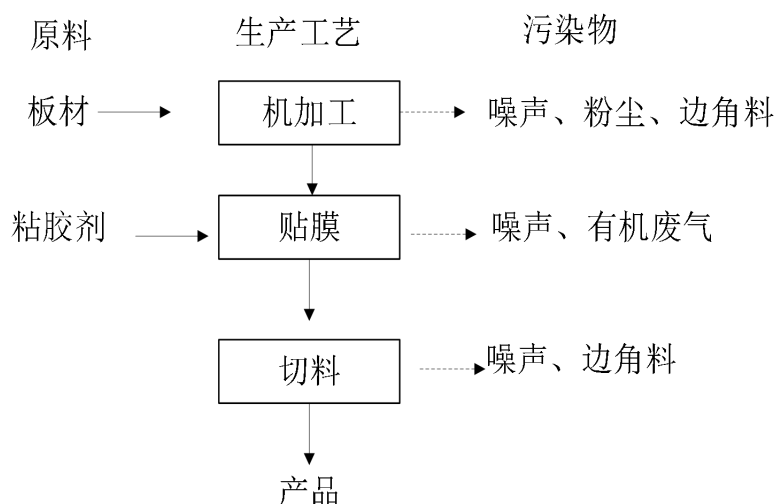 原料 生产工艺 污染物
板材 机加工 噪声、粉尘、边角料
粘胶剂 贴膜 噪声、有机废气
切料 噪声、边角料
产品